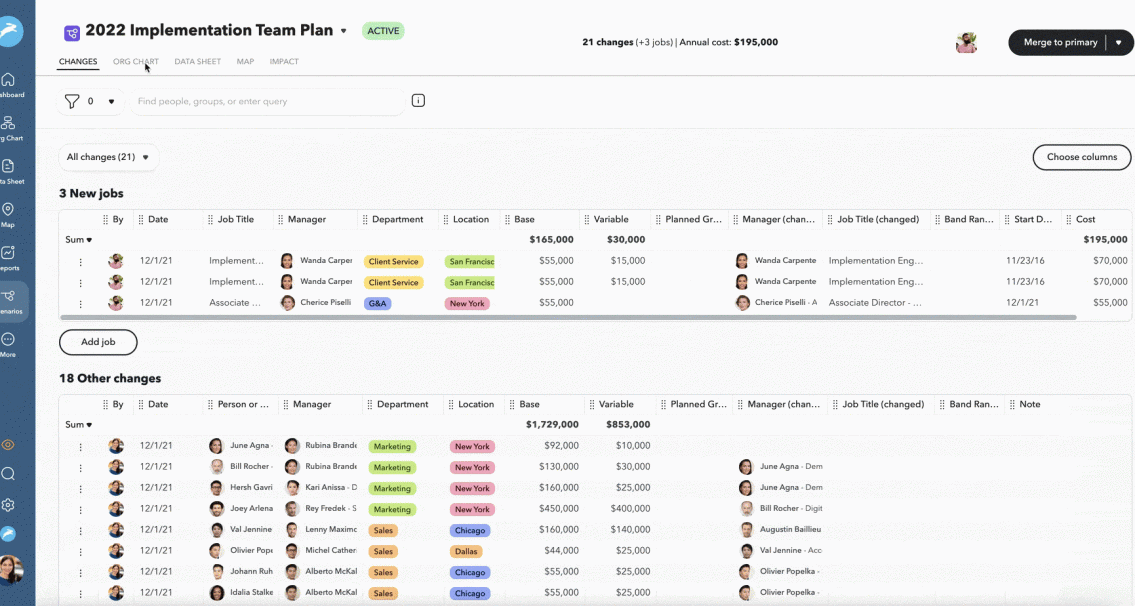 2022 Implementation Team Plan ACTIVE
21 changes (+3 jobs) | Annual cost: $195,000
Merge to primary
CHANGES ORG CHART DATA SHEET MAP IMPACT
shboard
rg Chart
ta Sheet
Map
eports
enarios
More
0 Find people, groups, or enter query i
All changes (21) Choose columns
3 New jobs
By Date Job Title Manager Department Location Base Variable Planned Gr... Manager (chan... Job Title (changed) Band Ran... Start D... Cost
Sum $165,000 $30,000 $195,000
12/1/21 Implement... Wanda Carper Client Service San Francisc $55,000 $15,000 Wanda Carpente Implementation Eng... 11/23/16 $70,000
12/1/21 Implement... Wanda Carper Client Service San Francisc $55,000 $15,000 Wanda Carpente Implementation Eng... 11/23/16 $70,000
12/1/21 Associate ... Cherice Piselli G&A New York $55,000 Cherice Piselli - A Associate Director - ... 12/1/21 $55,000
Add job
18 Other changes
By Date Person or ... Manager Department Location Base Variable Planned Gr... Manager (chan... Job Title (changed) Band Ran... Note
Sum $1,729,000 $853,000
12/1/21 June Agna - Rubina Brande Marketing New York $92,000 $10,000
12/1/21 Bill Rocher - Rubina Brande Marketing New York $130,000 $30,000 June Agna - Dem
12/1/21 Hersh Gavri Kari Anissa - D Marketing New York $160,000 $25,000 June Agna - Dem
12/1/21 Joey Arlena Rey Fredek - S Marketing New York $450,000 $400,000 Bill Rocher - Digit
12/1/21 Val Jennine Lenny Maximo Sales Chicago $160,000 $140,000 Augustin Baillieu
12/1/21 Olivier Pope Michel Cather Sales Dallas $44,000 $25,000 Val Jennine - Acc
12/1/21 Johann Ruh Alberto McKal Sales Chicago $55,000 $25,000 Olivier Popelka -
12/1/21 Idalia Stalke Alberto McKal Sales Chicago $55,000 $25,000 Olivier Popelka -